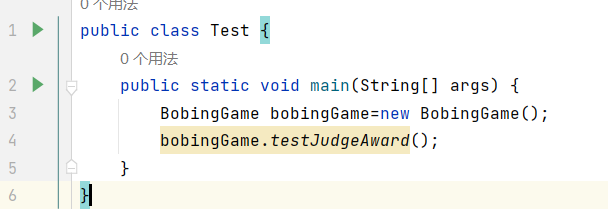 0 个用法
1 public class Test {
0 个用法
2 public static void main(String[] args) {
3 BobingGame bobingGame=new BobingGame();
4 bobingGame.testJudgeAward();
5 }
6 }